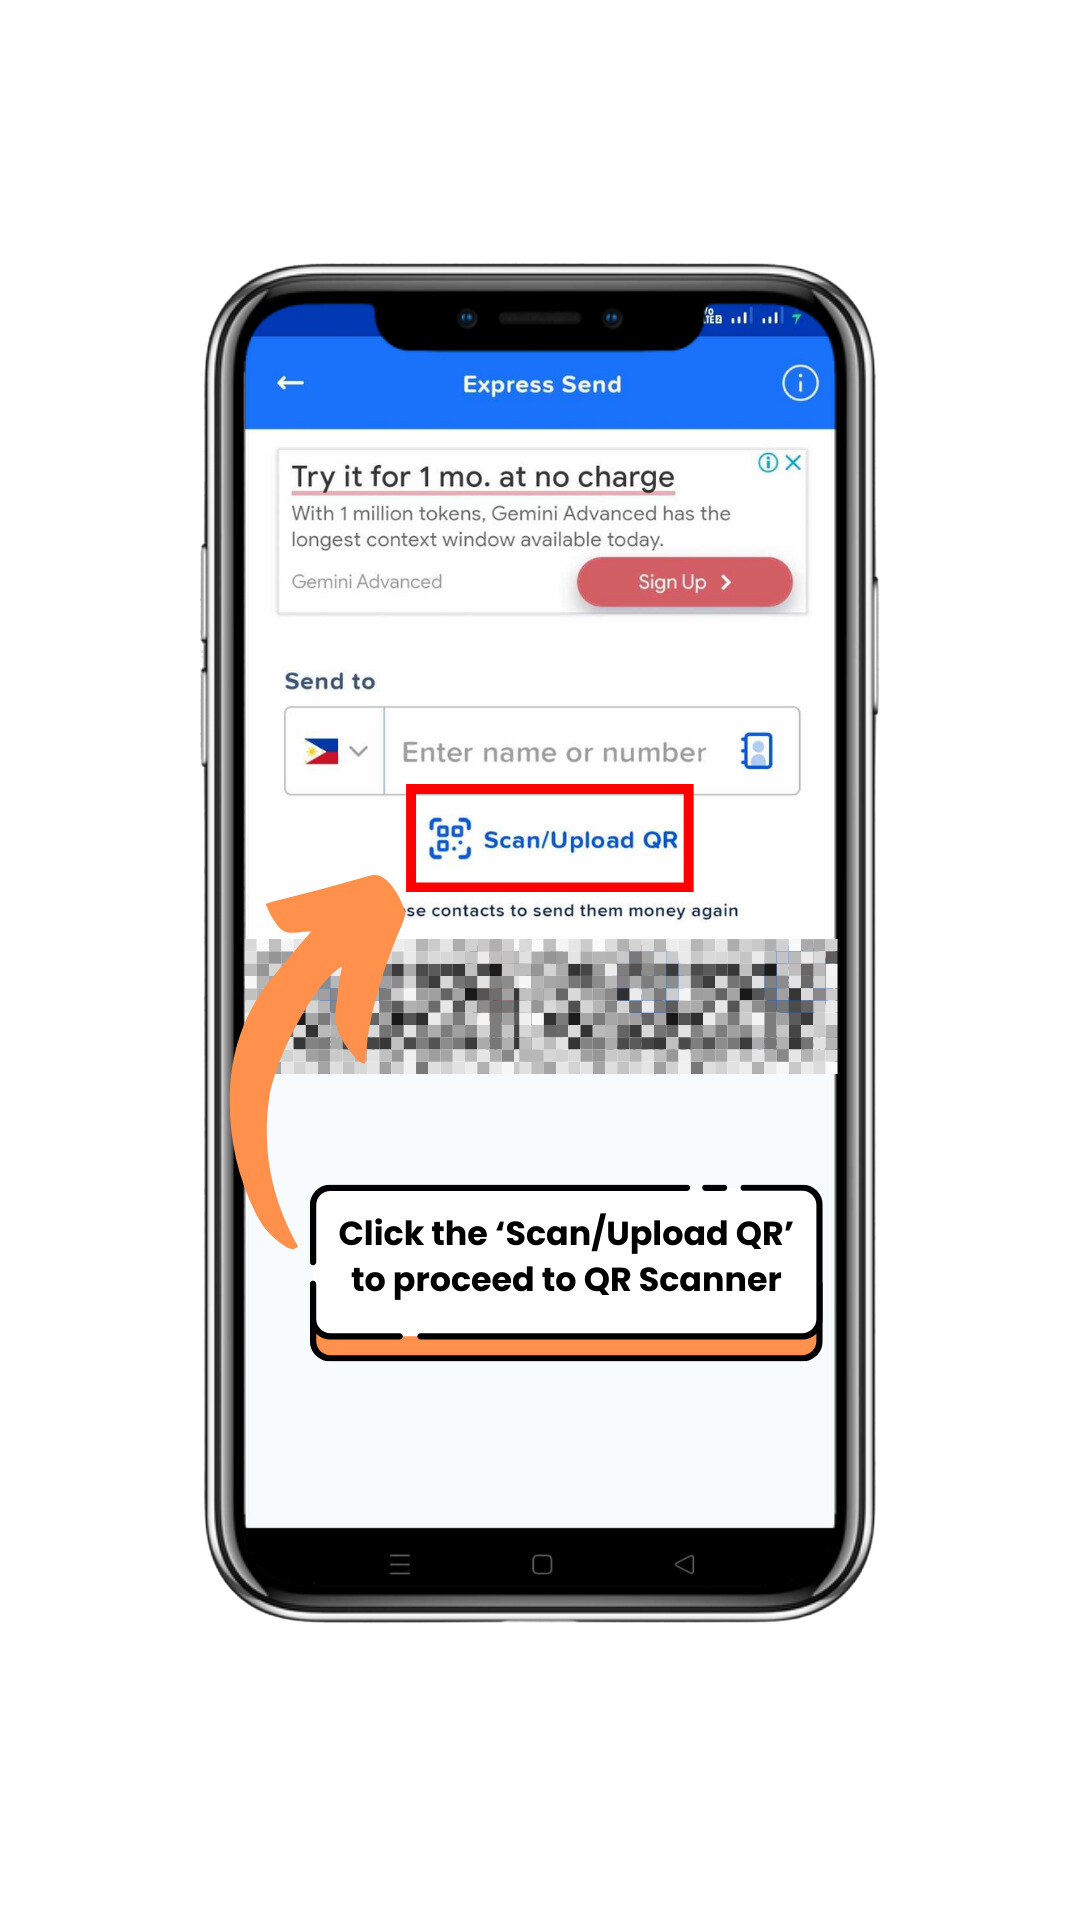 Express Send
Try it for 1 mo. at no charge
With 1 million tokens, Gemini Advanced has the
longest context window available today.
Gemini Advanced
Sign Up
Send to
Enter name or number
Scan/Upload QR
contacts to send them money again
Click the ‘Scan/Upload QR’
to proceed to QR Scanner